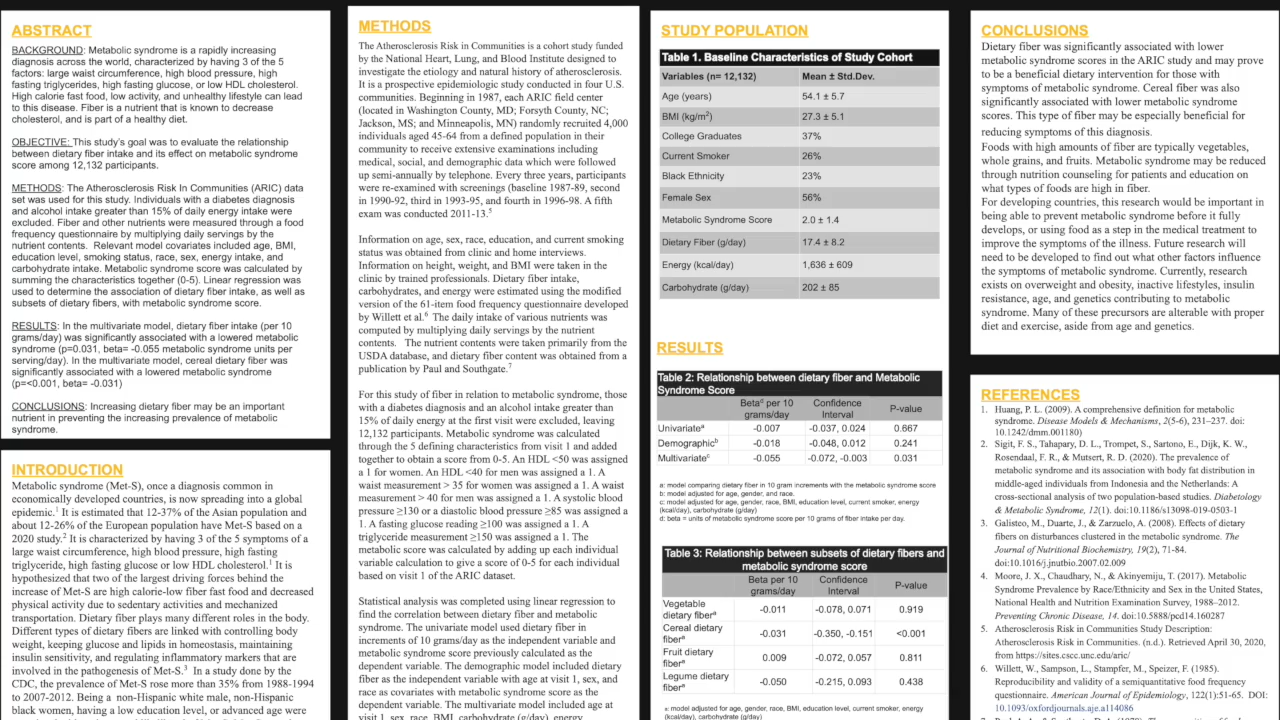 ABSTRACT
BACKGROUND: Metabolic syndrome is a rapidly increasing
diagnosis across the world, characterized by having 3 of the 5
factors: large waist circumference, high blood pressure, high
fasting triglycerides, high fasting glucose, or low HDL cholesterol.
High calorie fast food, low activity, and unhealthy lifestyle can lead
to this disease. Fiber is a nutrient that is known to decrease
cholesterol, and is part of a healthy diet.
OBJECTIVE: This study's goal was to evaluate the relationship
between dietary fiber intake and its effect on metabolic syndrome
score among 12,132 participants.
METHODS: The Atherosclerosis Risk In Communities (ARIC) data
set was used for this study. Individuals with a diabetes diagnosis
and alcohol intake greater than 15% of daily energy intake were
excluded. Fiber and other nutrients were measured through a food
frequency questionnaire by multiplying daily servings by the
nutrient contents. Relevant model covariates included age, BMI,
education level, smoking status, race, sex, energy intake, and
carbohydrate intake. Metabolic syndrome score was calculated by
summing the characteristics together (0-5). Linear regression was
used to determine the association of dietary fiber intake, as well as
subsets of dietary fibers, with metabolic syndrome score.
RESULTS: In the multivariate model, dietary fiber intake (per 10
grams/day) was significantly associated with a lowered metabolic
syndrome (p=0.031, beta= -0.055 metabolic syndrome units per
serving/day). In the multivariate model, cereal dietary fiber was
significantly associated with a lowered metabolic syndrome
(p=<0.001, beta= -0.031)
CONCLUSIONS: Increasing dietary fiber may be an important
nutrient in preventing the increasing prevalence of metabolic
syndrome.
INTRODUCTION
Metabolic syndrome (Met-S), once a diagnosis common in
economically developed countries, is now spreading into a global
epidemic.1 It is estimated that 12-37% of the Asian population and
about 12-26% of the European population have Met-S based on a
2020 study.2 It is characterized by having 3 of the 5 symptoms of a
large waist circumference, high blood pressure, high fasting
triglyceride, high fasting glucose or low HDL cholesterol.1 It is
hypothesized that two of the largest driving forces behind the
increase of Met-S are high calorie-low fiber fast food and decreased
physical activity due to sedentary activities and mechanized
transportation. Dietary fiber plays many different roles in the body.
Different types of dietary fibers are linked with controlling body
weight, keeping glucose and lipids in homeostasis, maintaining
insulin sensitivity, and regulating inflammatory markers that are
involved in the pathogenesis of Met-S.3 In a study done by the
CDC, the prevalence of Met-S rose more than 35% from 1988-1994
to 2007-2012. Being a non-Hispanic white male, non-Hispanic
black women, having a low education level, or advanced age were
METHODS
The Atherosclerosis Risk in Communities is a cohort study funded
by the National Heart, Lung, and Blood Institute designed to
investigate the etiology and natural history of atherosclerosis.
It is a prospective epidemiologic study conducted in four U.S.
communities. Beginning in 1987, each ARIC field center
(located in Washington County, MD; Forsyth County, NC;
Jackson, MS; and Minneapolis, MN) randomly recruited 4,000
individuals aged 45-64 from a defined population in their
community to receive extensive examinations including
medical, social, and demographic data which were followed
up semi-annually by telephone. Every three years, participants
were re-examined with screenings (baseline 1987-89, second
in 1990-92, third in 1993-95, and fourth in 1996-98. A fifth
exam was conducted 2011-13.5
Information on age, sex, race, education, and current smoking
status was obtained from clinic and home interviews.
Information on height, weight, and BMI were taken in the
clinic by trained professionals. Dietary fiber intake,
carbohydrates, and energy were estimated using the modified
version of the 61-item food frequency questionnaire developed
by Willett et al.6 The daily intake of various nutrients was
computed by multiplying daily servings by the nutrient
contents. The nutrient contents were taken primarily from the
USDA database, and dietary fiber content was obtained from a
publication by Paul and Southgate.7
For this study of fiber in relation to metabolic syndrome, those
with a diabetes diagnosis and an alcohol intake greater than
15% of daily energy at the first visit were excluded, leaving
12,132 participants. Metabolic syndrome was calculated
through the 5 defining characteristics from visit 1 and added
together to obtain a score from 0-5. An HDL <50 was assigned
a 1 for women. An HDL <40 for men was assigned a 1. A
waist measurement > 35 for women was assigned a 1. A waist
measurement > 40 for men was assigned a 1. A systolic blood
pressure ≥130 or a diastolic blood pressure ≥85 was assigned a
1. A fasting glucose reading ≥100 was assigned a 1. A
triglyceride measurement ≥150 was assigned a 1. The
metabolic score was calculated by adding up each individual
variable calculation to give a score of 0-5 for each individual
based on visit 1 of the ARIC dataset.
Statistical analysis was completed using linear regression to
find the correlation between dietary fiber and metabolic
syndrome. The univariate model used dietary fiber in
increments of 10 grams/day as the independent variable and
metabolic syndrome score previously calculated as the
dependent variable. The demographic model included dietary
fiber as the independent variable with age at visit 1, sex, and
race as covariates with metabolic syndrome score as the
dependent variable. The multivariate model included age at
visit 1, sex, race, BMI, carbohydrate (g/day), energy
STUDY POPULATION
Table 1. Baseline Characteristics of Study Cohort
Variables (n= 12,132) Mean ± Std.Dev.
Age (years) 54.1 ± 5.7
BMI (kg/m2) 27.3 ± 5.1
College Graduates 37%
Current Smoker 26%
Black Ethnicity 23%
Female Sex 56%
Metabolic Syndrome Score 2.0 ± 1.4
Dietary Fiber (g/day) 17.4 ± 8.2
Energy (kcal/day) 1,636 ± 609
Carbohydrate (g/day) 202 ± 85
RESULTS
Table 2: Relationship between dietary fiber and Metabolic
Syndrome Score
Betad per 10 grams/day Confidence Interval P-value
Univariatea -0.007 -0.037, 0.024 0.667
Demographicb -0.018 -0.048, 0.012 0.241
Multivariatec -0.055 -0.072, -0.003 0.031
a: model comparing dietary fiber in 10 gram increments with the metabolic syndrome score
b: model adjusted for age, gender, and race.
c: model adjusted for age, gender, race, BMI, education level, current smoker, energy
(kcal/day), carbohydrate (g/day)
d: beta = units of metabolic syndrome score per 10 grams of fiber intake per day.
Table 3: Relationship between subsets of dietary fibers and
metabolic syndrome score
Beta per 10 grams/day Confidence Interval P-value
Vegetable dietary fibera -0.011 -0.078, 0.071 0.919
Cereal dietary fibera -0.031 -0.350, -0.151 <0.001
Fruit dietary fibera 0.009 -0.072, 0.057 0.811
Legume dietary fibera -0.050 -0.215, 0.093 0.438
a: model adjusted for age, gender, race, BMI, education level, current smoker, energy
(kcal/day), carbohydrate (g/day)
CONCLUSIONS
Dietary fiber was significantly associated with lower
metabolic syndrome scores in the ARIC study and may prove
to be a beneficial dietary intervention for those with
symptoms of metabolic syndrome. Cereal fiber was also
significantly associated with lower metabolic syndrome
scores. This type of fiber may be especially beneficial for
reducing symptoms of this diagnosis.
Foods with high amounts of fiber are typically vegetables,
whole grains, and fruits. Metabolic syndrome may be reduced
through nutrition counseling for patients and education on
what types of foods are high in fiber.
For developing countries, this research would be important in
being able to prevent metabolic syndrome before it fully
develops, or using food as a step in the medical treatment to
improve the symptoms of the illness. Future research will
need to be developed to find out what other factors influence
the symptoms of metabolic syndrome. Currently, research
exists on overweight and obesity, inactive lifestyles, insulin
resistance, age, and genetics contributing to metabolic
syndrome. Many of these precursors are alterable with proper
diet and exercise, aside from age and genetics.
REFERENCES
1. Huang, P. L. (2009). A comprehensive definition for metabolic
syndrome. Disease Models & Mechanisms, 2(5-6), 231–237. doi:
10.1242/dmm.001180)
2. Sigit, F. S., Tahapary, D. L., Trompet, S., Sartono, E., Dijk, K. W.,
Rosendaal, F. R., & Mutsert, R. D. (2020). The prevalence of
metabolic syndrome and its association with body fat distribution in
middle-aged individuals from Indonesia and the Netherlands: A
cross-sectional analysis of two population-based studies. Diabetology
& Metabolic Syndrome, 12(1). doi:10.1186/s13098-019-0503-1
3. Galisteo, M., Duarte, J., & Zarzuelo, A. (2008). Effects of dietary
fibers on disturbances clustered in the metabolic syndrome. The
Journal of Nutritional Biochemistry, 19(2), 71-84.
doi:10.1016/j.jnutbio.2007.02.009
4. Moore, J. X., Chaudhary, N., & Akinyemiju, T. (2017). Metabolic
Syndrome Prevalence by Race/Ethnicity and Sex in the United States,
National Health and Nutrition Examination Survey, 1988–2012.
Preventing Chronic Disease, 14. doi:10.5888/pcd14.160287
5. Atherosclerosis Risk in Communities Study Description:
Atherosclerosis Risk in Communities. (n.d.). Retrieved April 30, 2020,
from https://sites.cscc.unc.edu/aric/
6. Willett, W., Sampson, L., Stampfer, M., Speizer, F. (1985).
Reproducibility and validity of a semiquantitative food frequency
questionnaire. American Journal of Epidemiology, 122(1):51-65. DOI:
10.1093/oxfordjournals.aje.a114086